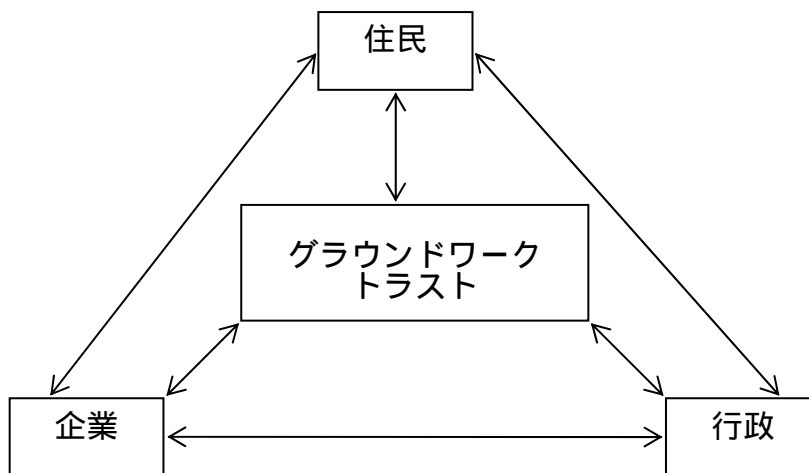 住民
グラウンドワーク
トラスト
企業
行政